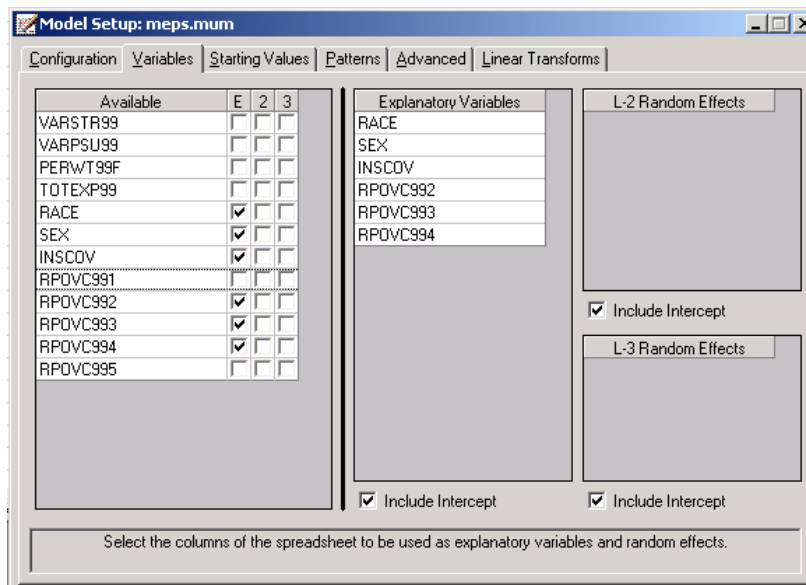 Model Setup: meps.mum
Configuration Variables Starting Values Patterns Advanced Linear Transforms
Available E 2 3
VARSTR99
VARPSU99
PERWT99F
TOTEXP99
RACE
SEX
INSCOV
RPOVC991
RPOVC992
RPOVC993
RPOVC994
RPOVC995
Explanatory Variables
RACE
SEX
INSCOV
RPOVC992
RPOVC993
RPOVC994
Include Intercept
L-2 Random Effects
Include Intercept
L-3 Random Effects
Include Intercept
Select the columns of the spreadsheet to be used as explanatory variables and random effects.